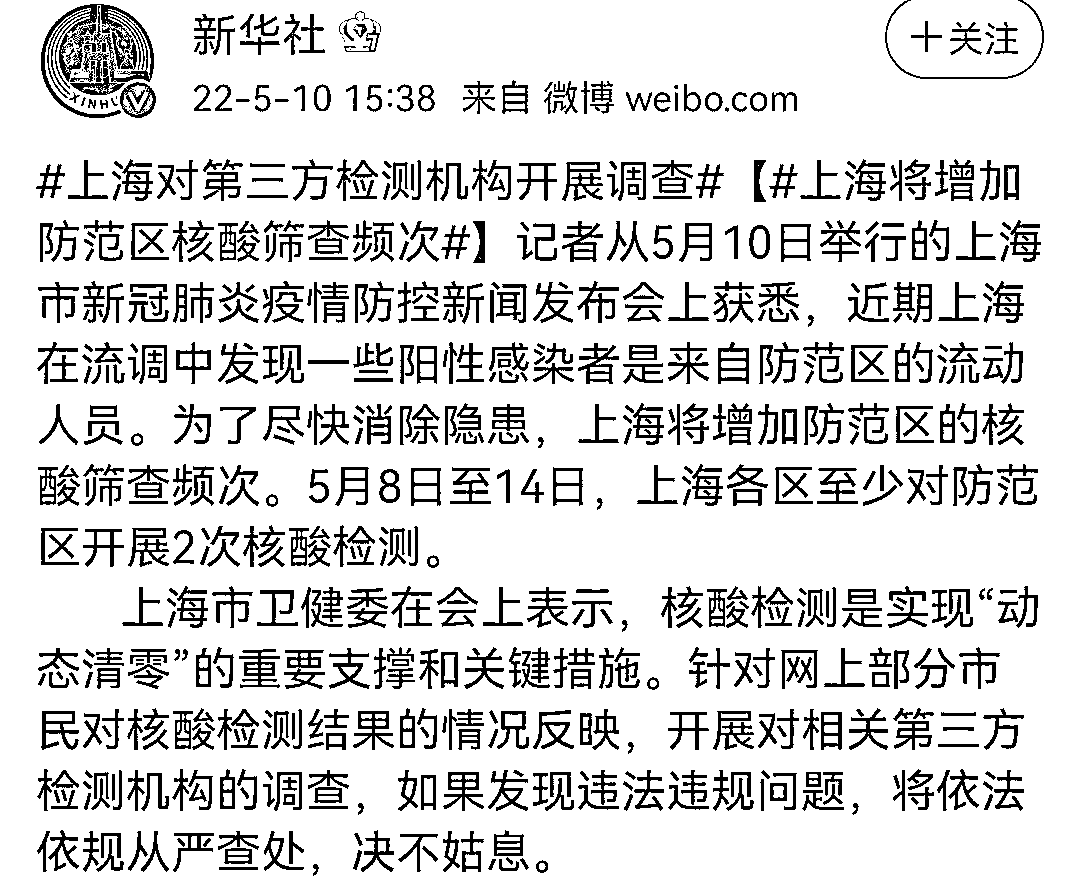 新华社
+关注
22-5-10 15:38 来自 微博 weibo.com
XINHU
#上海对第三方检测机构开展调查#【#上海将增加
防范区核酸筛查频次#】记者从5月10日举行的上海
市新冠肺炎疫情防控新闻发布会上获悉，近期上海
在流调中发现一些阳性感染者是来自防范区的流动
人员。为了尽快消除隐患，上海将增加防范区的核
酸筛查频次。5月8日至14日，上海各区至少对防范
区开展2次核酸检测。
上海市卫健委在会上表示，核酸检测是实现“动
态清零”的重要支撑和关键措施。针对网上部分市
民对核酸检测结果的情况反映，开展对相关第三方
检测机构的调查，如果发现违法违规问题，将依法
依规从严查处，决不姑息。